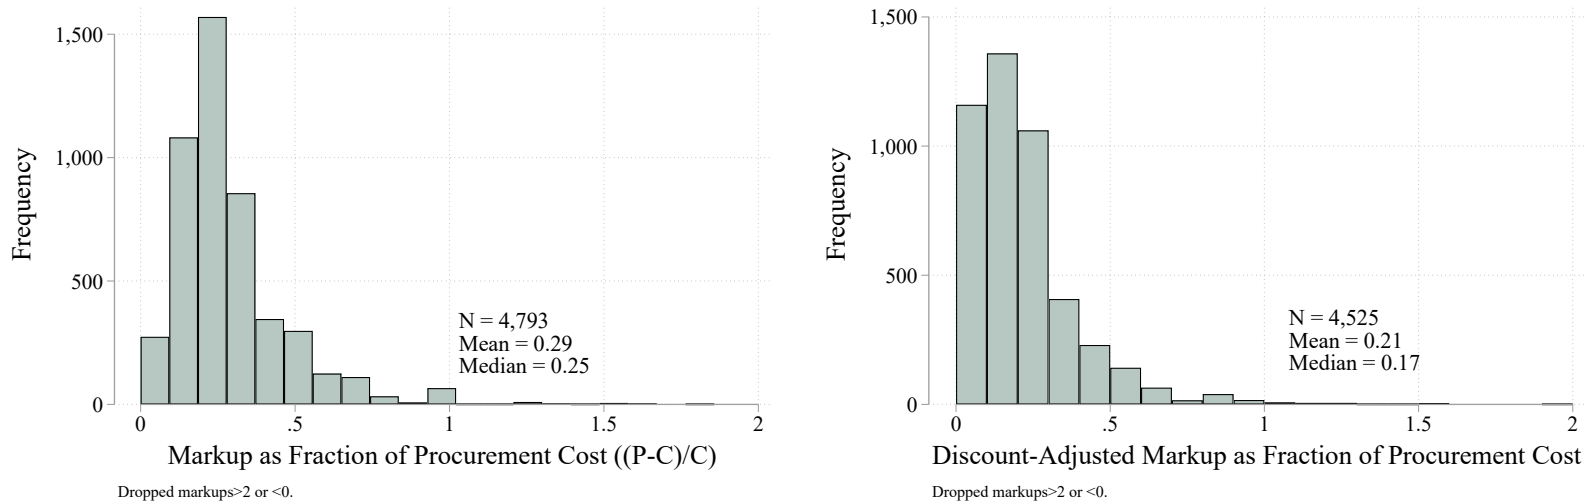 1,500
1,000
500
0
Frequency
N = 4,793
Mean = 0.29
Median = 0.25
0 .5 1 1.5 2
Markup as Fraction of Procurement Cost ((P-C)/C)
Dropped markups>2 or <0.
1,500
1,000
500
0
Frequency
N = 4,525
Mean = 0.21
Median = 0.17
0 .5 1 1.5 2
Discount-Adjusted Markup as Fraction of Procurement Cost
Dropped markups>2 or <0.